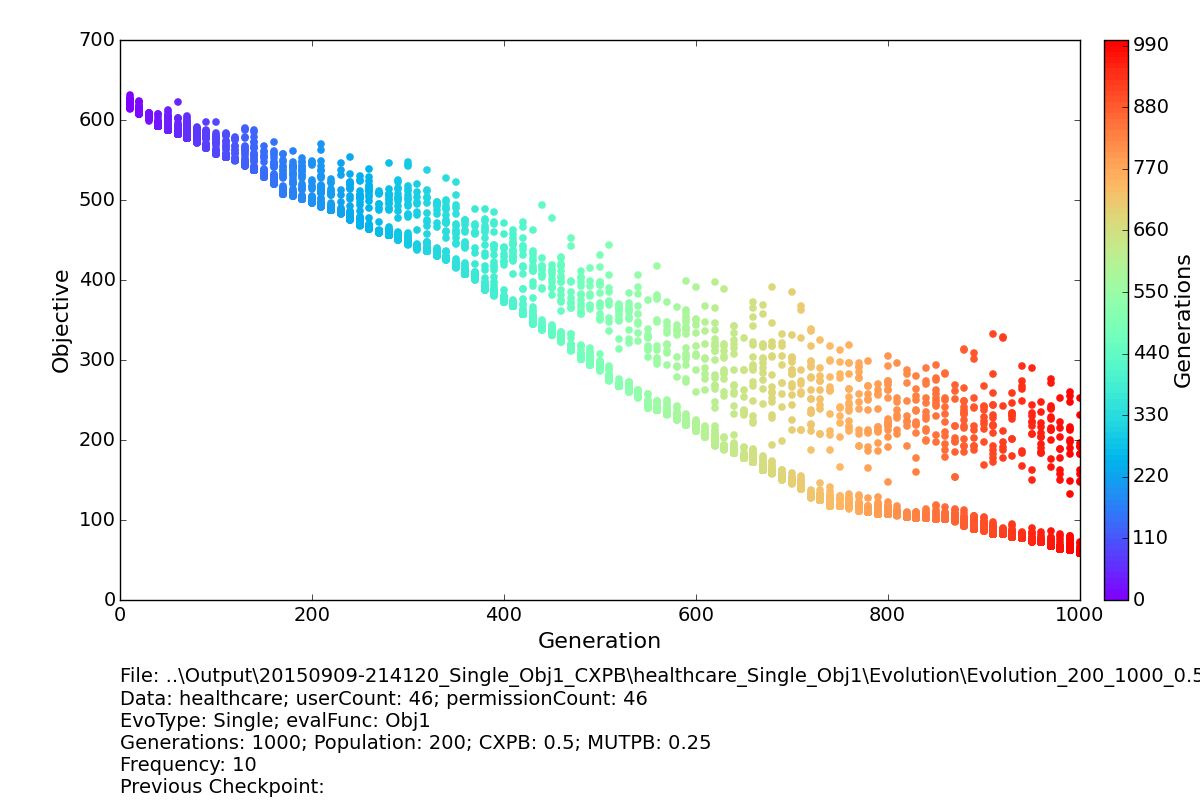 700
600
500
400
300
200
100
0
0 200 400 600 800 1000
Objective
Generation
990
880
770
660
550
440
330
220
110
0
Generations
File: ..\Output\20150909-214120_Single_Obj1_CXPB\healthcare_Single_Obj1\Evolution\Evolution_200_1000_0.5
Data: healthcare; userCount: 46; permissionCount: 46
EvoType: Single; evalFunc: Obj1
Generations: 1000; Population: 200; CXPB: 0.5; MUTPB: 0.25
Frequency: 10
Previous Checkpoint: